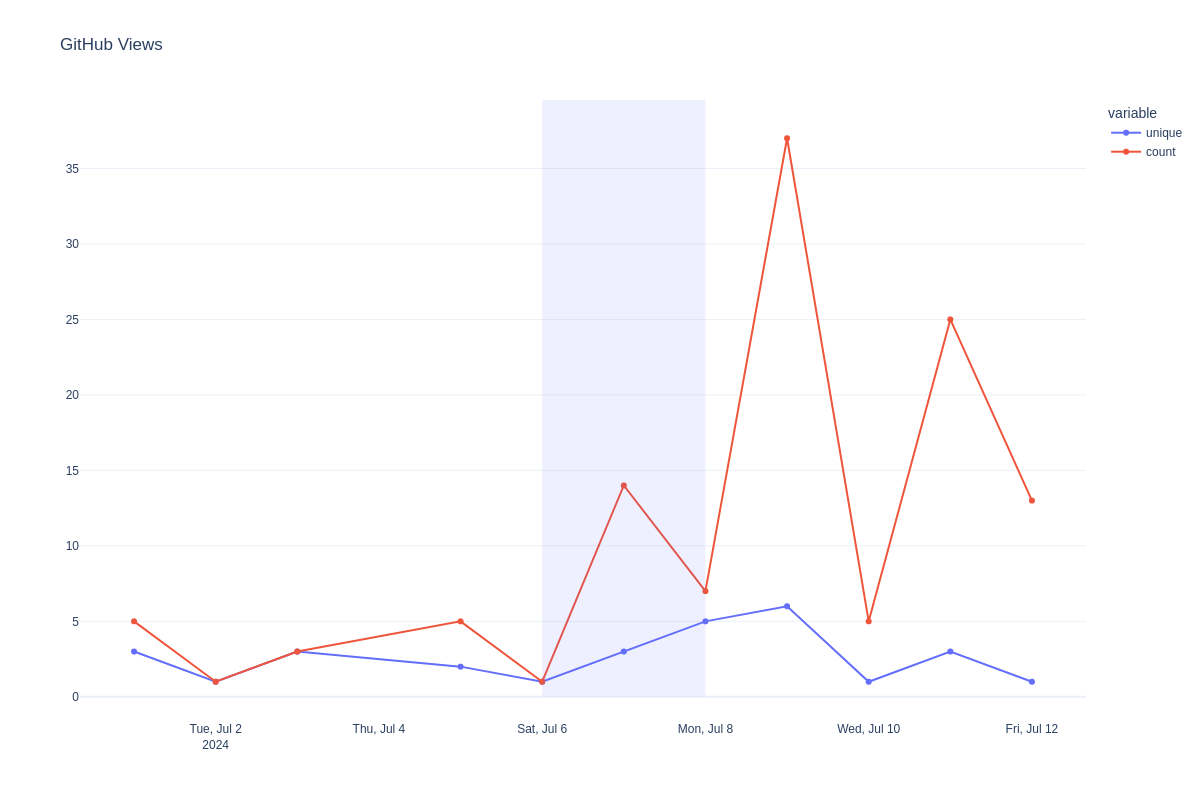 GitHub Views
variable
unique
count
35
30
25
20
15
10
5
0
Tue, Jul 2
2024
Thu, Jul 4
Sat, Jul 6
Mon, Jul 8
Wed, Jul 10
Fri, Jul 12